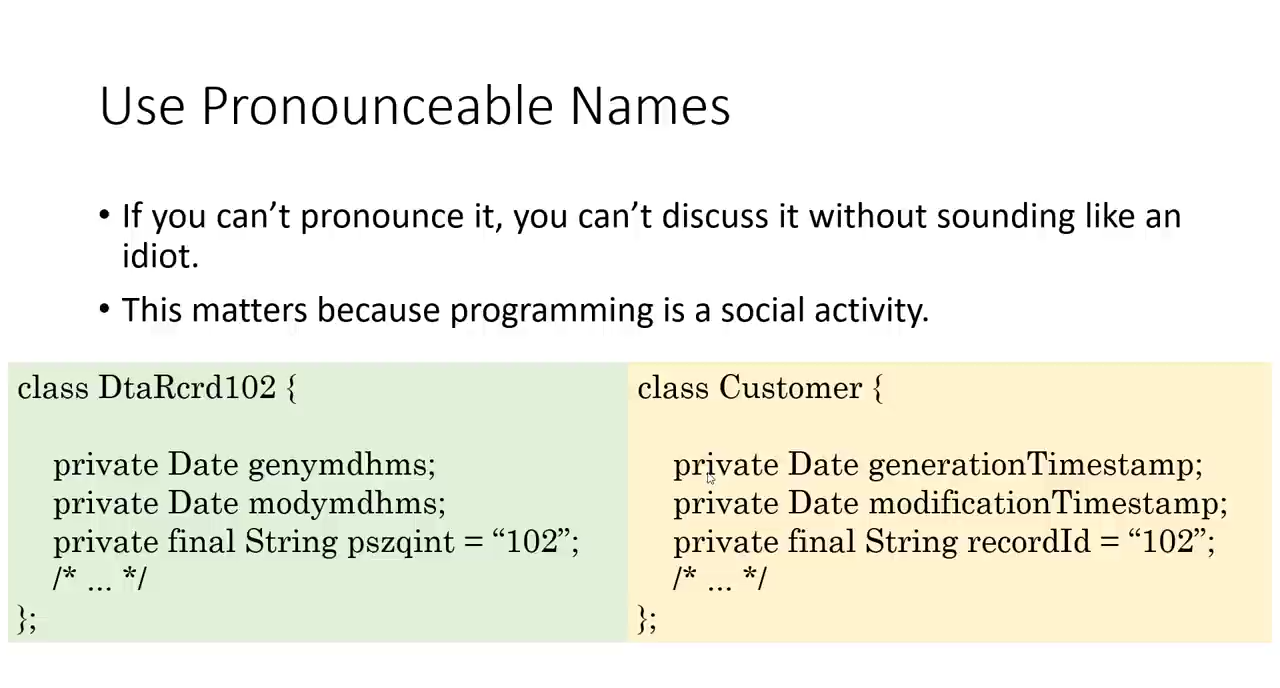 Use Pronounceable Names
• If you can’t pronounce it, you can’t discuss it without sounding like an
idiot.
• This matters because programming is a social activity.
class DtaRcrd102 {
private Date genymdhms;
private Date modymdhms;
private final String pszqint = “102”;
/* ... */
};
class Customer {
private Date generationTimestamp;
private Date modificationTimestamp;
private final String recordId = “102”;
/* ... */
};